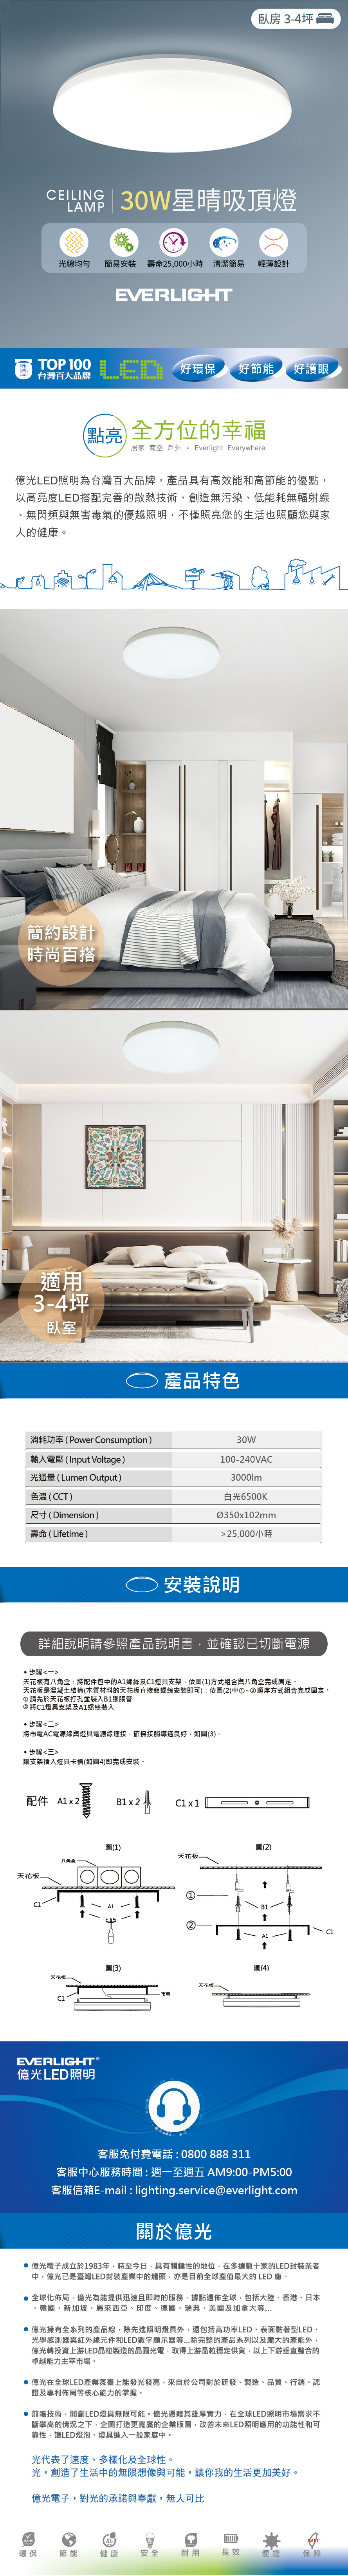 臥房 3-4坪
CEILING LAMP
30W星晴吸頂燈
光線均勻 簡易安裝 壽命25,000小時 清潔簡易 輕薄設計
EVERLIGHT
TOP 100
台灣百大品牌
LED
好環保 好節能 好護眼
點亮 全方位的幸福
居家 商空 戶外 • Everlight Everywhere
億光LED照明為台灣百大品牌，產品具有高效能和高節能的優點，
以高亮度LED搭配完善的散熱技術，創造無污染、低能耗無輻射線
、無閃頻與無害毒氣的優越照明，不僅照亮您的生活也照顧您與家
人的健康。
簡約設計
時尚百搭
適用
3-4坪
臥室
產品特色
消耗功率 ( Power Consumption ) 30W
輸入電壓 ( Input Voltage ) 100-240VAC
光通量 ( Lumen Output ) 3000lm
色溫 ( CCT ) 白光6500K
尺寸 ( Dimension ) Ø350x102mm
壽命 ( Lifetime ) >25,000小時
安裝說明
詳細說明請參照產品說明書，並確認已切斷電源
• 步驟<一>
天花板有八角盒：將配件包中的A1螺絲及C1燈具支架，依圖(1)方式組合與八角盒完成固定。
天花板是混凝土結構(木質材料的天花板直接鎖螺絲安裝即可)：依圖(2)中①~②順序方式組合完成固定。
① 請先於天花板打孔並裝入B1膨脹管
② 將C1燈具支架及A1螺絲裝入
• 步驟<二>
將市電AC電源線與燈具電源線連接，確保接觸導通良好，如圖(3)。
• 步驟<三>
讓支架插入燈具卡槽(如圖4)即完成安裝。
配件 A1 x 2 B1 x 2 C1 x 1
圖(1)
八角盒
天花板
C1
A1
圖(2)
天花板
①
B1
②
C1
A1
圖(3)
天花板
C1
市電
圖(4)
天花板
EVERLIGHT®
億光LED照明
客服免付費電話 : 0800 888 311
客服中心服務時間 : 週一至週五 AM9:00-PM5:00
客服信箱E-mail : lighting.service@everlight.com
關於億光
億光電子成立於1983年，時至今日，具有關鍵性的地位，在多達數十家的LED封裝業者
中，億光已是臺灣LED封裝產業中的龍頭，亦是目前全球產值最大的 LED 廠。
全球化佈局，億光為能提供迅速且即時的服務，據點遍佈全球，包括大陸、香港、日本
、韓國、新加坡、馬來西亞、印度、德國、瑞典、美國及加拿大等...
億光擁有全系列的產品線，除先進照明燈具外，還包括高功率LED、表面黏著型LED、
光學感測器與紅外線元件和LED數字顯示器等...除完整的產品系列以及龐大的產能外，
億光轉投資上游LED晶粒製造的晶圓光電，取得上游晶粒穩定供貨，以上下游垂直整合的
卓越能力主宰市場。
億光在全球LED產業興臺上能發光發亮，來自於公司對於研發、製造、品質、行銷、認
證及專利佈局等核心能力的掌握。
前瞻技術，開創LED燈具無限可能。億光憑藉其雄厚實力，在全球LED照明市場需求不
斷攀高的情況之下，企圖打造更寬廣的企業版圖，改善未來LED照明應用的功能性和可
靠性，讓LED燈泡、燈具進入一般家庭中。
光代表了速度、多樣化及全球性。
光，創造了生活中的無限想像與可能，讓你我的生活更加美好。
億光電子，對光的承諾與奉獻，無人可比
環保 節能 健康 安全 耐用 長效 便捷 保障